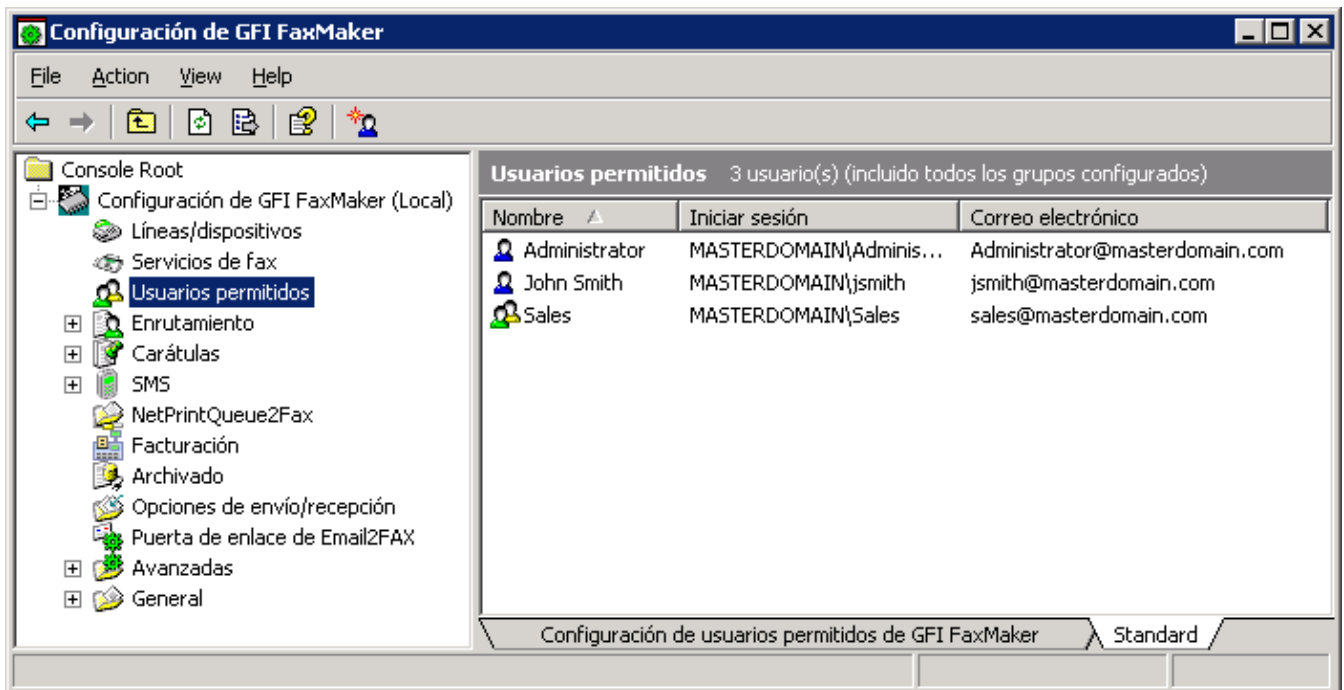 Configuración de GFI FaxMaker
File Action View Help
Console Root
Configuración de GFI FaxMaker (Local)
Líneas/dispositivos
Servicios de fax
Usuarios permitidos
Enrutamiento
Carátulas
SMS
NetPrintQueue2Fax
Facturación
Archivado
Opciones de envío/recepción
Puerta de enlace de Email2FAX
Avanzadas
General
Usuarios permitidos 3 usuario(s) (incluido todos los grupos configurados)
Nombre Iniciar sesión Correo electrónico
Administrator MASTERDOMAIN\Adminis... Administrator@masterdomain.com
John Smith MASTERDOMAIN\jsmith jsmith@masterdomain.com
Sales MASTERDOMAIN\Sales sales@masterdomain.com
Configuración de usuarios permitidos de GFI FaxMaker Standard